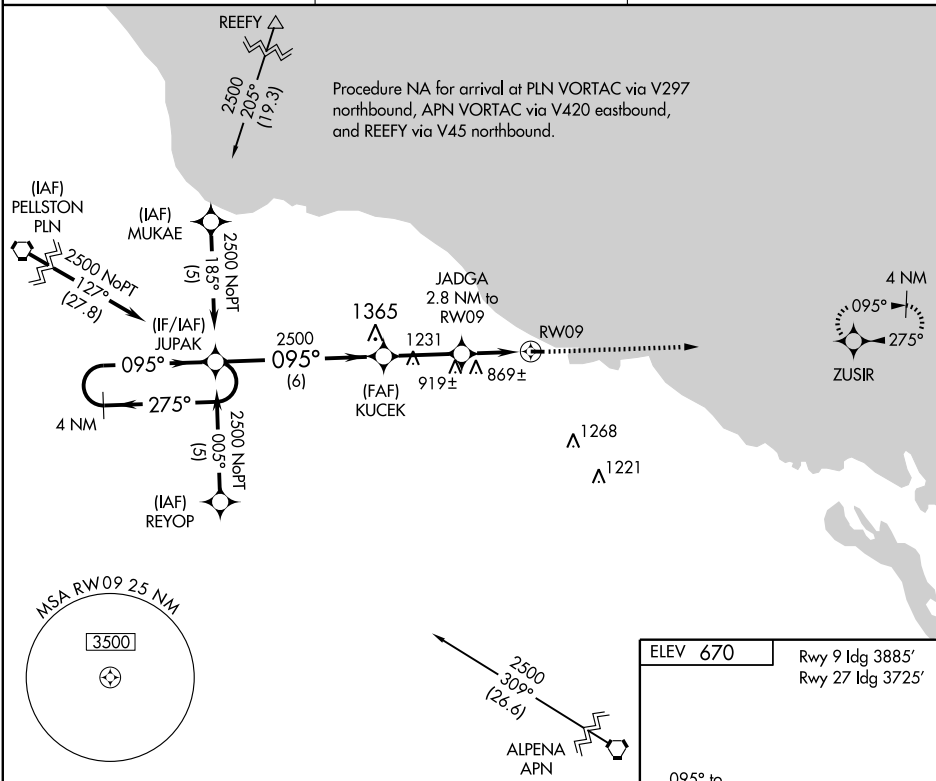 REEFY
2500
205°
(19.3)
Procedure NA for arrival at PLN VORTAC via V297
northbound, APN VORTAC via V420 eastbound,
and REEFY via V45 northbound.
(IAF)
PELLSTON
PLN
2500 NoPT
127°
(27.8)
(IAF)
MUKAE
2500 NoPT
185°
(5)
(IF/IAF)
JUPAK
095°
275°
4 NM
2500
095°
(6)
1365
1231
(FAF)
KUCEK
JADGA
2.8 NM to
RW09
919±
869±
RW09
4 NM
095°
275°
ZUSIR
2500 NoPT
005°
(5)
(IAF)
REYOP
1268
1221
MSA RW09 25 NM
3500
2500
309°
(26.6)
ALPENA
APN
ELEV 670
Rwy 9 ldg 3885'
Rwy 27 ldg 3725'
095° to